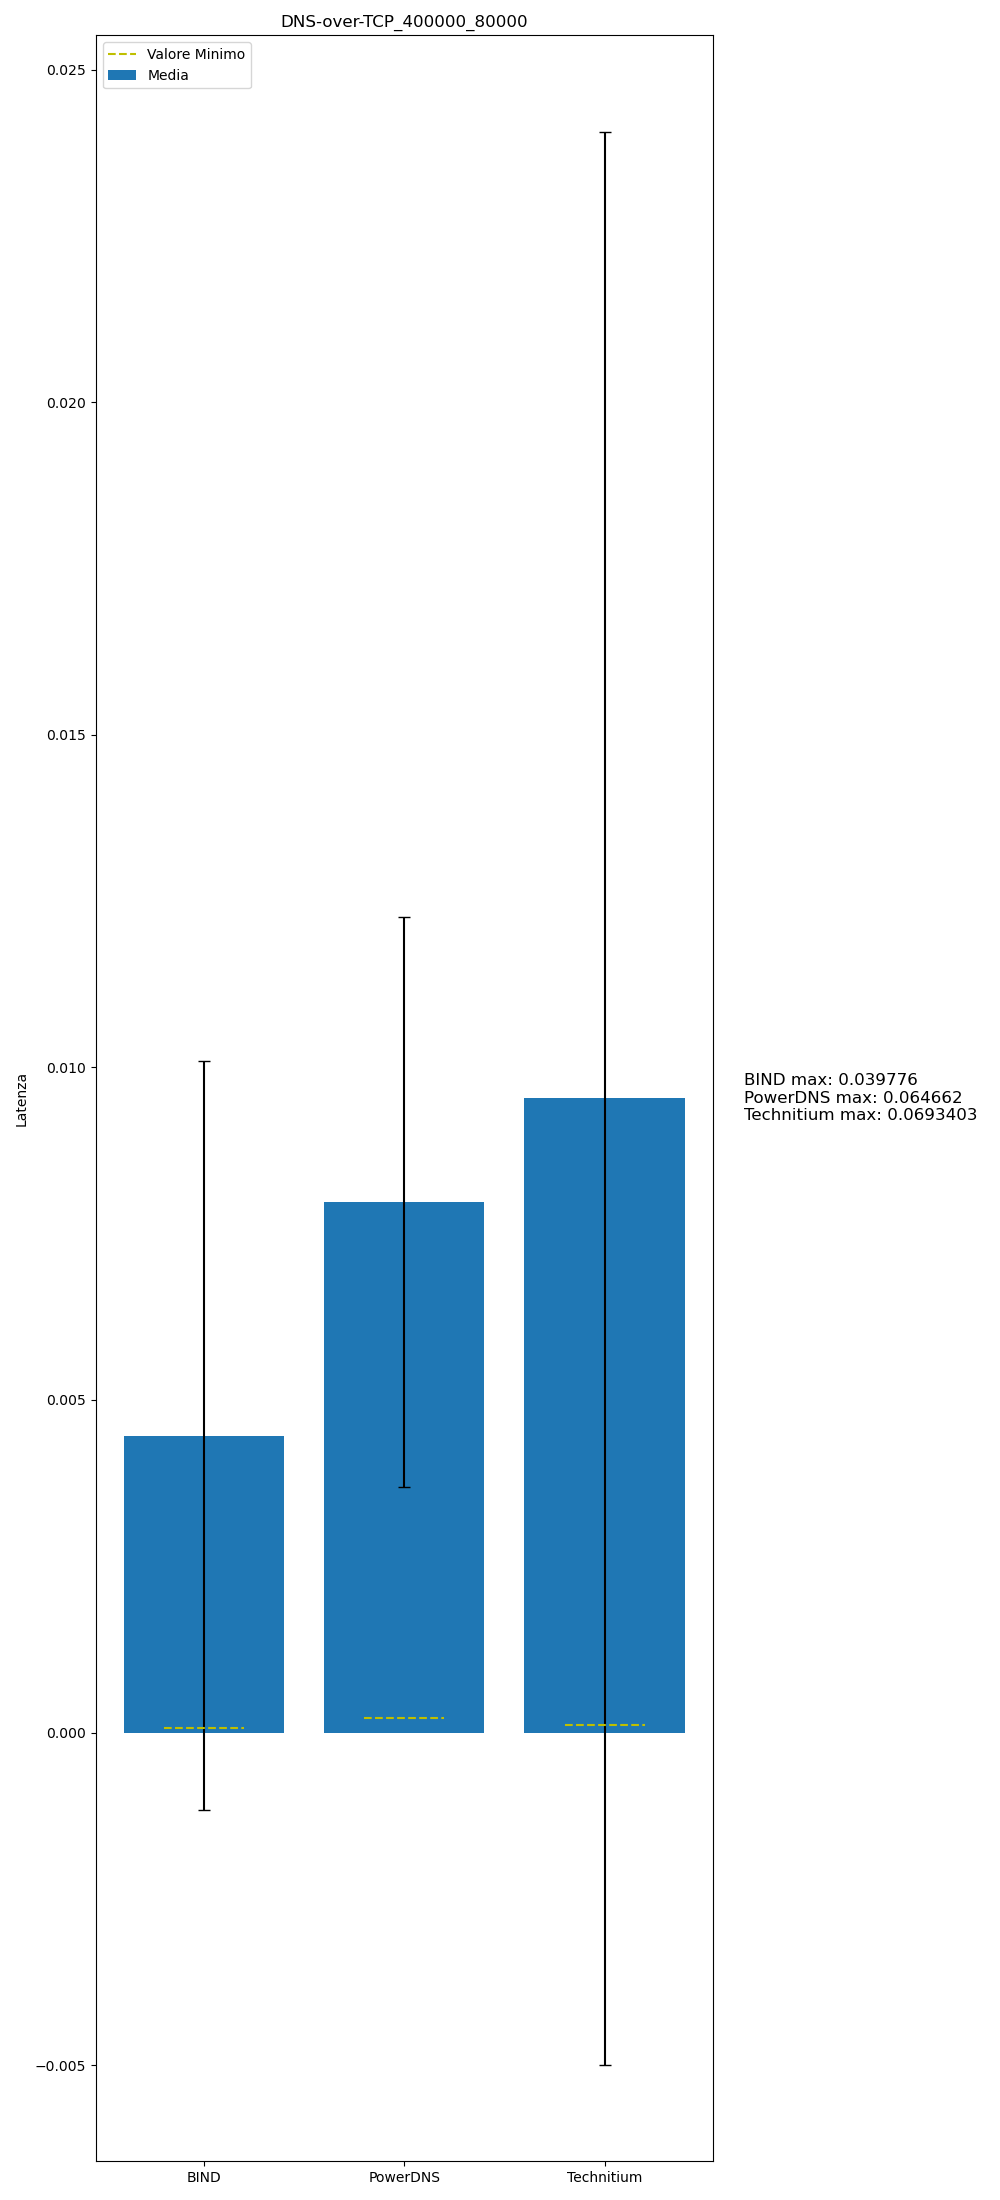 DNS-over-TCP_400000_80000
Valore Minimo
Media
0.025
0.020
0.015
0.010
0.005
0.000
−0.005
Latenza
BIND max: 0.039776
PowerDNS max: 0.064662
Technitium max: 0.0693403
BIND
PowerDNS
Technitium